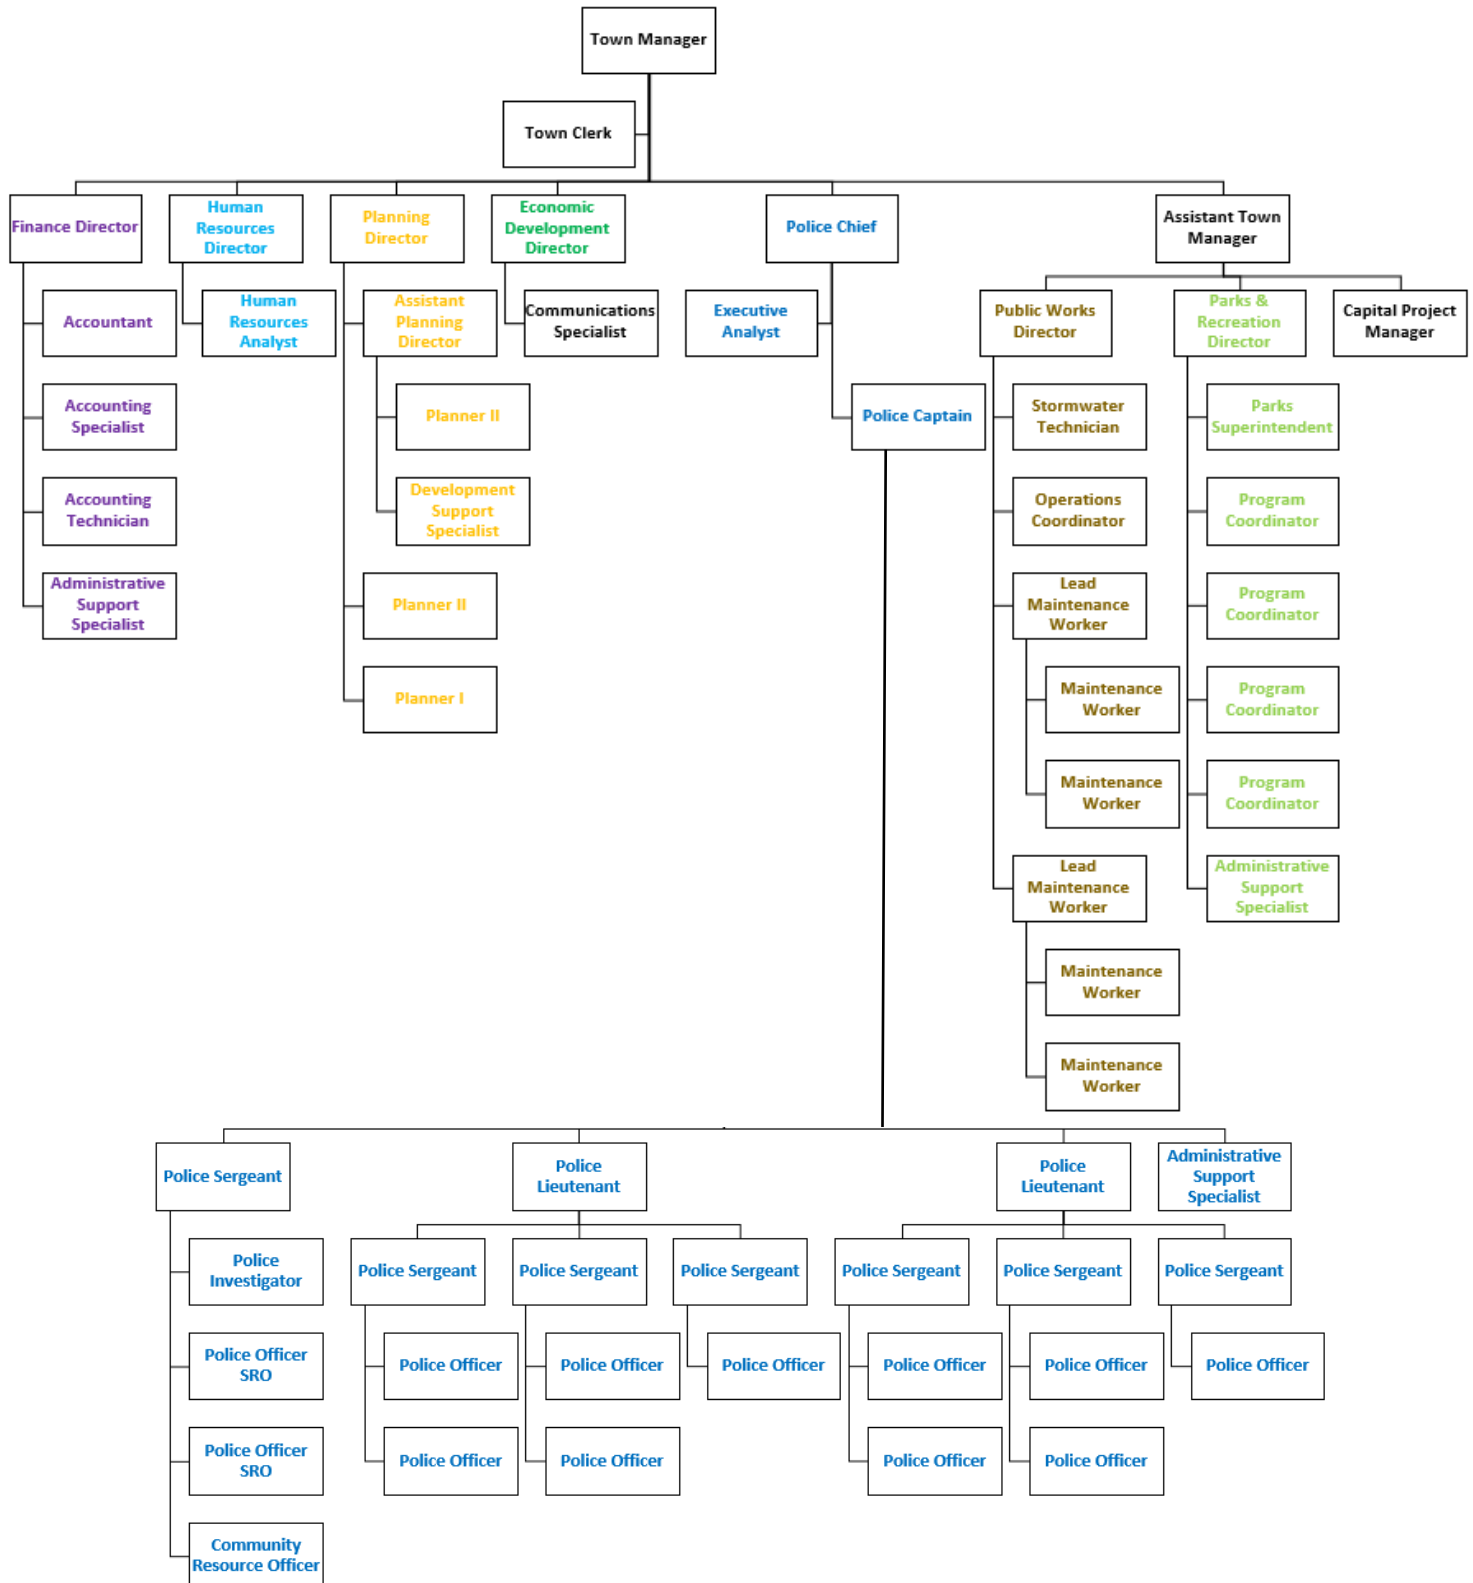 Town Manager
Town Clerk
Finance Director
Human
Resources
Director
Planning
Director
Economic
Development
Director
Police Chief
Assistant Town
Manager
Accountant
Human
Resources
Analyst
Assistant
Planning
Director
Communications
Specialist
Executive
Analyst
Public Works
Director
Parks &
Recreation
Director
Capital Project
Manager
Accounting
Specialist
Planner II
Police Captain
Stormwater
Technician
Parks
Superintendent
Accounting
Technician
Development
Support
Specialist
Operations
Coordinator
Program
Coordinator
Administrative
Support
Specialist
Planner II
Lead
Maintenance
Worker
Program
Coordinator
Planner I
Maintenance
Worker
Program
Coordinator
Maintenance
Worker
Program
Coordinator
Lead
Maintenance
Worker
Administrative
Support
Specialist
Maintenance
Worker
Maintenance
Worker
Police Sergeant
Police
Lieutenant
Police
Lieutenant
Administrative
Support
Specialist
Police
Investigator
Police Sergeant
Police Sergeant
Police Sergeant
Police Sergeant
Police Sergeant
Police Sergeant
Police Officer
SRO
Police Officer
Police Officer
Police Officer
Police Officer
Police Officer
Police Officer
Police Officer
SRO
Police Officer
Police Officer
Police Officer
Police Officer
Community
Resource Officer